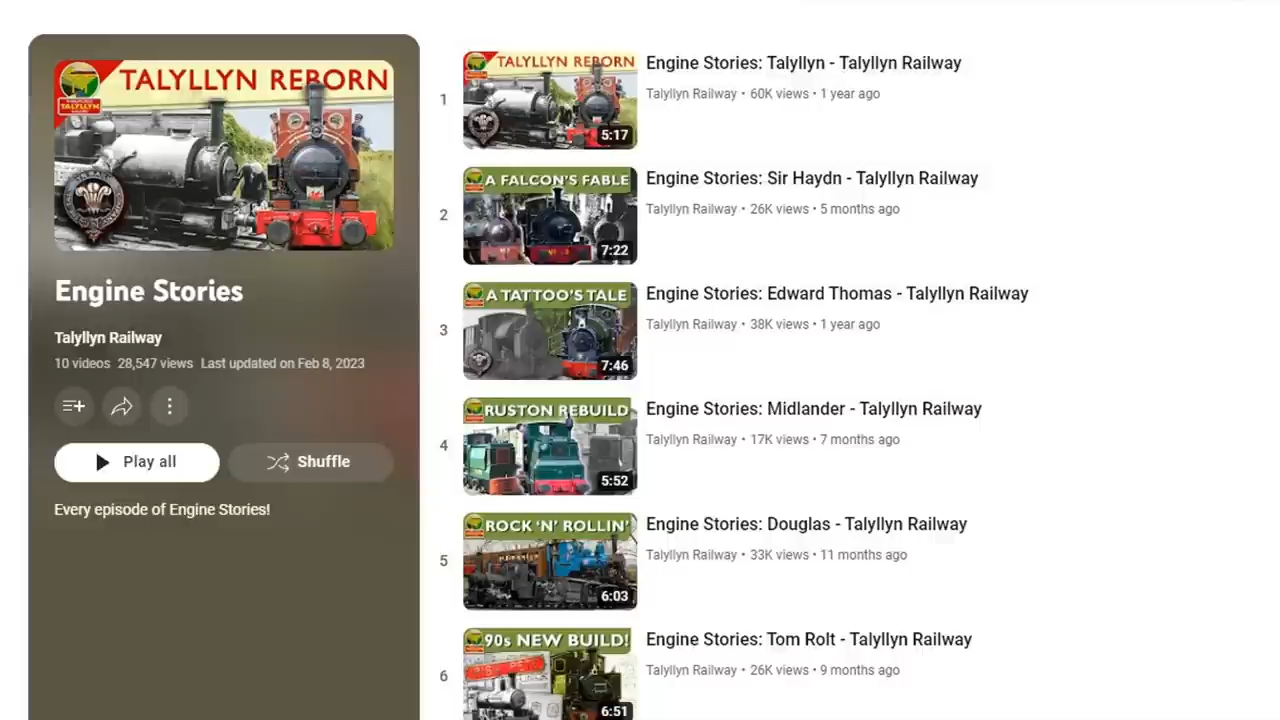 TALYLLYN REBORN
TALYLLYN
Engine Stories
Talyllyn Railway
10 videos 28,547 views Last updated on Feb 8, 2023
Play all
Shuffle
Every episode of Engine Stories!
1
TALYLLYN REBORN
5:17
Engine Stories: Talyllyn - Talyllyn Railway
Talyllyn Railway • 60K views • 1 year ago
2
A FALCON'S FABLE
7:22
Engine Stories: Sir Haydn - Talyllyn Railway
Talyllyn Railway • 26K views • 5 months ago
3
A TATTOO'S TALE
7:46
Engine Stories: Edward Thomas - Talyllyn Railway
Talyllyn Railway • 38K views • 1 year ago
4
RUSTON REBUILD
5:52
Engine Stories: Midlander - Talyllyn Railway
Talyllyn Railway • 17K views • 7 months ago
5
ROCK 'N' ROLLIN'
6:03
Engine Stories: Douglas - Talyllyn Railway
Talyllyn Railway • 33K views • 11 months ago
6
90s NEW BUILD!
6:51
Engine Stories: Tom Rolt - Talyllyn Railway
Talyllyn Railway • 26K views • 9 months ago